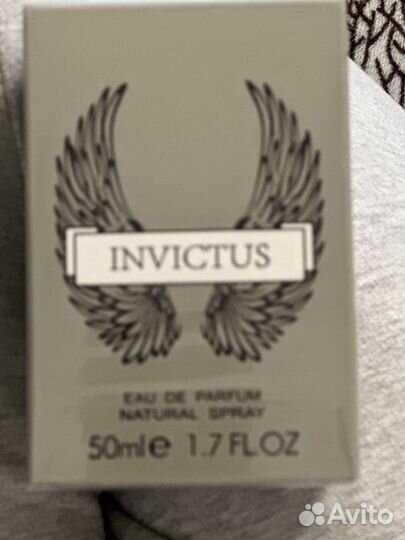 INVICTUS
EAU DE PARFUM
NATURAL SPRAY
50ml e 1.7 FL.OZ
Avito